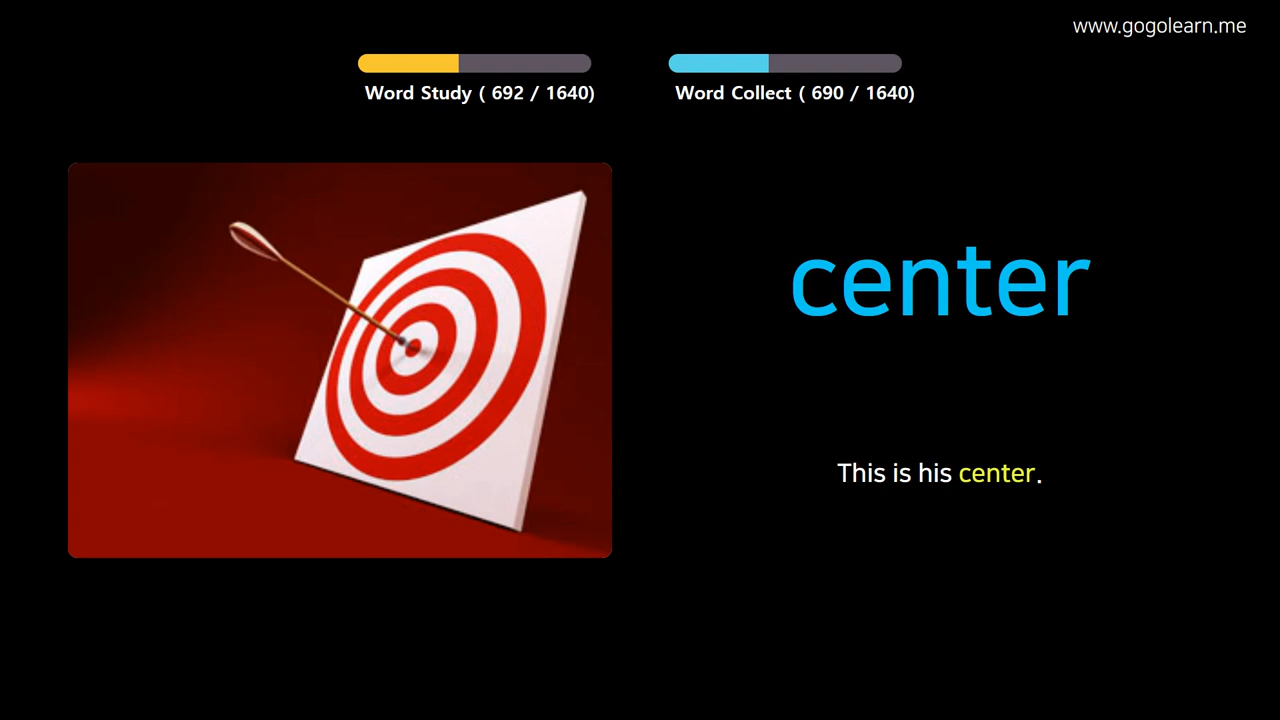 www.gogolearn.me
Word Study ( 692 / 1640)
Word Collect ( 690 / 1640)
center
This is his center.